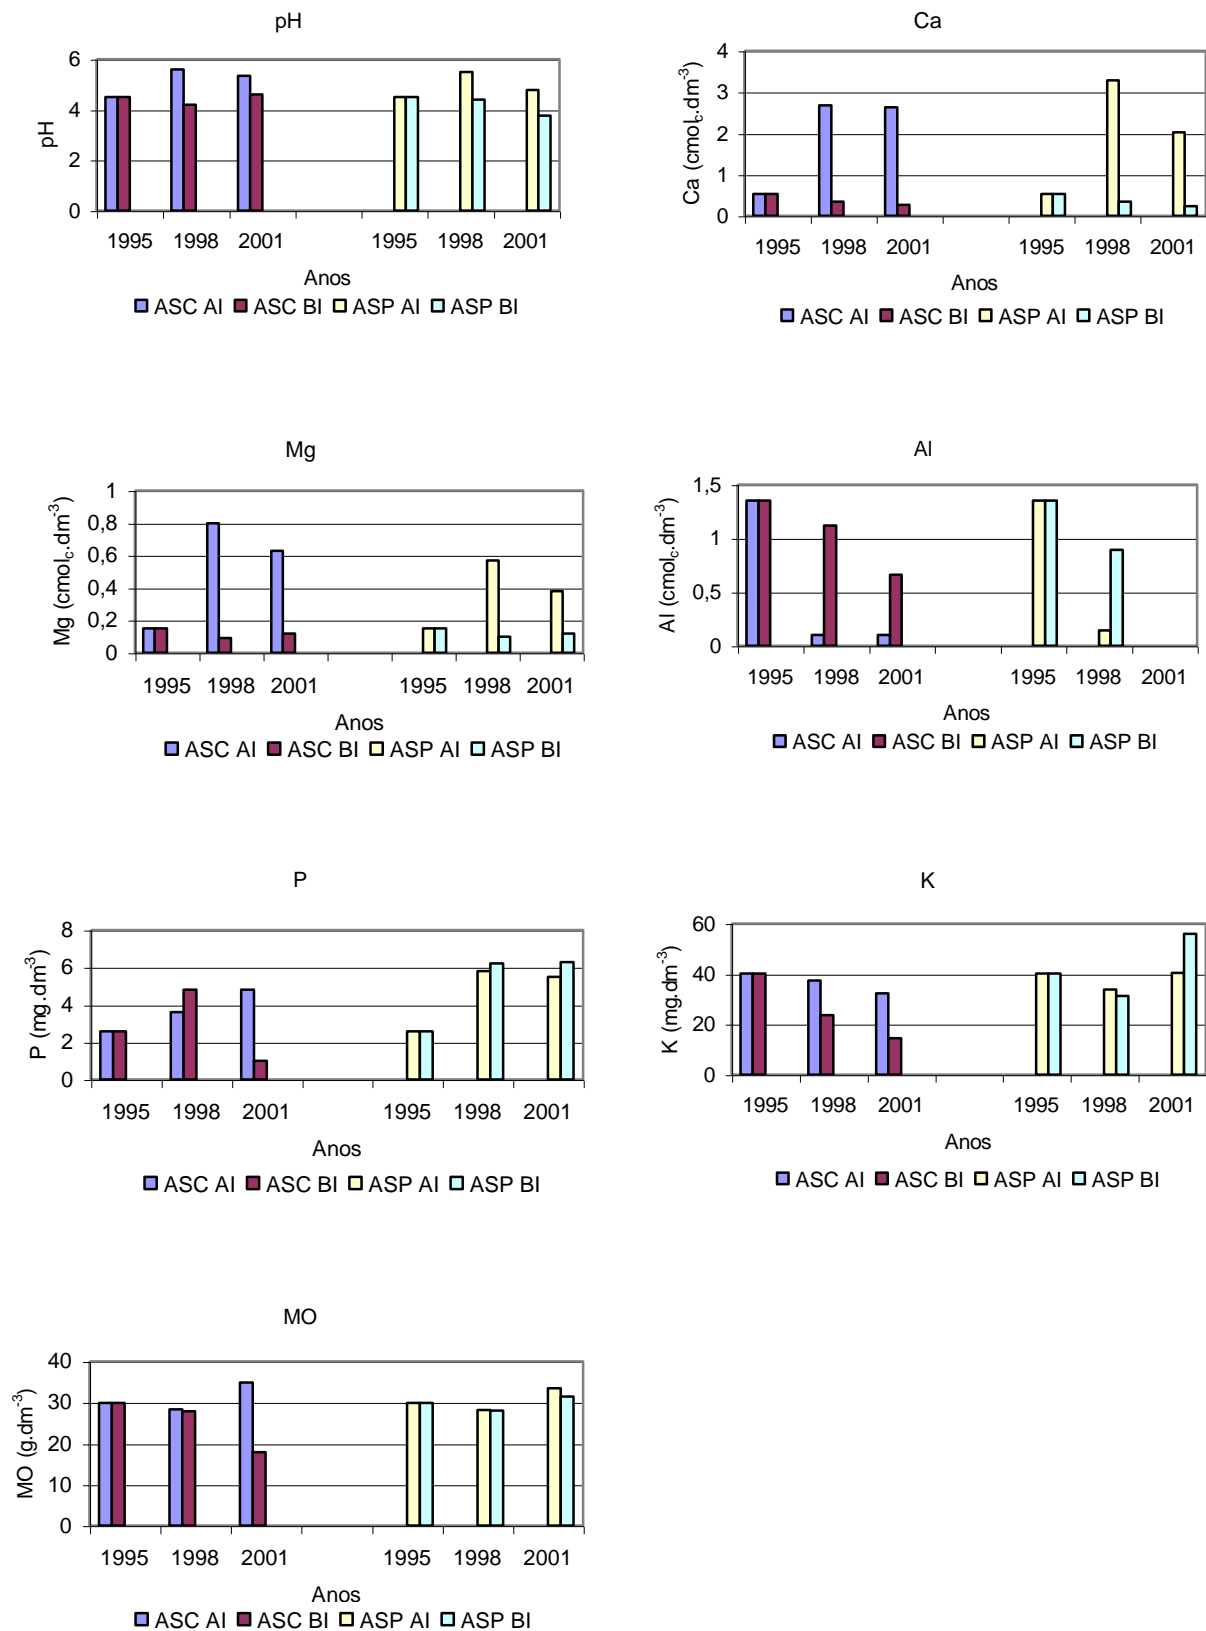 pH
6
4
2
0
pH
1995 1998 2001 1995 1998 2001
Anos
ASC AI ASC BI ASP AI ASP BI
Ca
4
3
2
1
0
Ca (cmolc.dm-3)
1995 1998 2001 1995 1998 2001
Anos
ASC AI ASC BI ASP AI ASP BI
Mg
1
0,8
0,6
0,4
0,2
0
Mg (cmolc.dm-3)
1995 1998 2001 1995 1998 2001
Anos
ASC AI ASC BI ASP AI ASP BI
Al
1,5
1
0,5
0
Al (cmolc.dm-3)
1995 1998 2001 1995 1998 2001
Anos
ASC AI ASC BI ASP AI ASP BI
P
8
6
4
2
0
P (mg.dm-3)
1995 1998 2001 1995 1998 2001
Anos
ASC AI ASC BI ASP AI ASP BI
K
60
40
20
0
K (mg.dm-3)
1995 1998 2001 1995 1998 2001
Anos
ASC AI ASC BI ASP AI ASP BI
MO
40
30
20
10
0
MO (g.dm-3)
1995 1998 2001 1995 1998 2001
Anos
ASC AI ASC BI ASP AI ASP BI